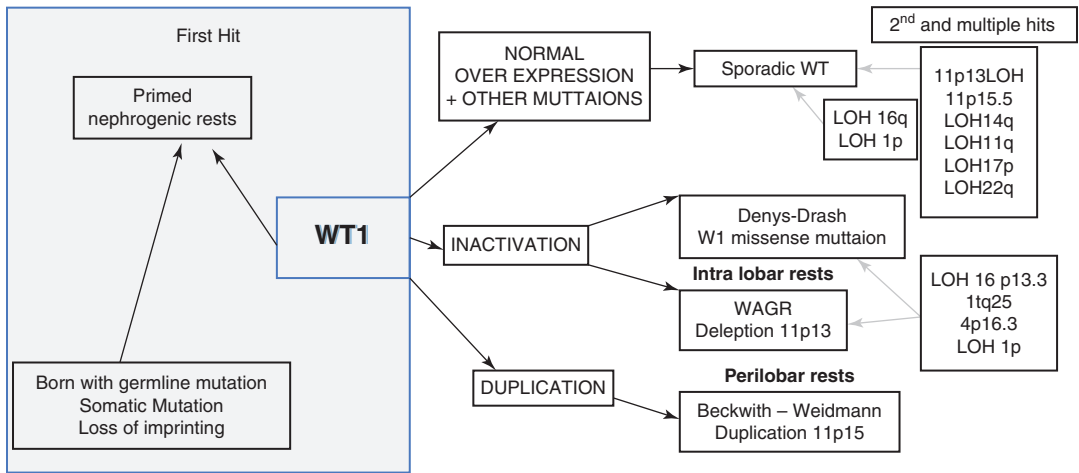 First Hit
Primed
nephrogenic rests
WT1
Born with germline mutation
Somatic Mutation
Loss of imprinting
NORMAL
OVER EXPRESSION
+ OTHER MUTTAIONS
INACTIVATION
DUPLICATION
Sporadic WT
2nd and multiple hits
11p13LOH
11p15.5
LOH14q
LOH11q
LOH17p
LOH22q
LOH 16q
LOH 1p
Denys-Drash
W1 missense muttaion
Intra lobar rests
WAGR
Deleption 11p13
LOH 16 p13.3
1tq25
4p16.3
LOH 1p
Perilobar rests
Beckwith – Weidmann
Duplication 11p15